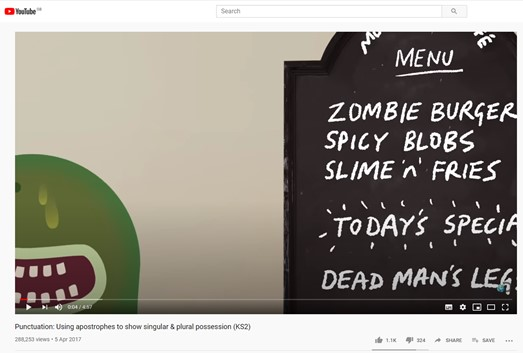 YouTube GB
Search
M FÉ
MENU
ZOMBIE BURGER
SPICY BLOBS
SLIME 'n' FRIES
TODAY'S SPECIA
DEAD MAN'S LEG
0:04 / 4:57
Punctuation: Using apostrophes to show singular & plural possession (KS2)
288,253 views • 5 Apr 2017
1.1K 324 SHARE SAVE